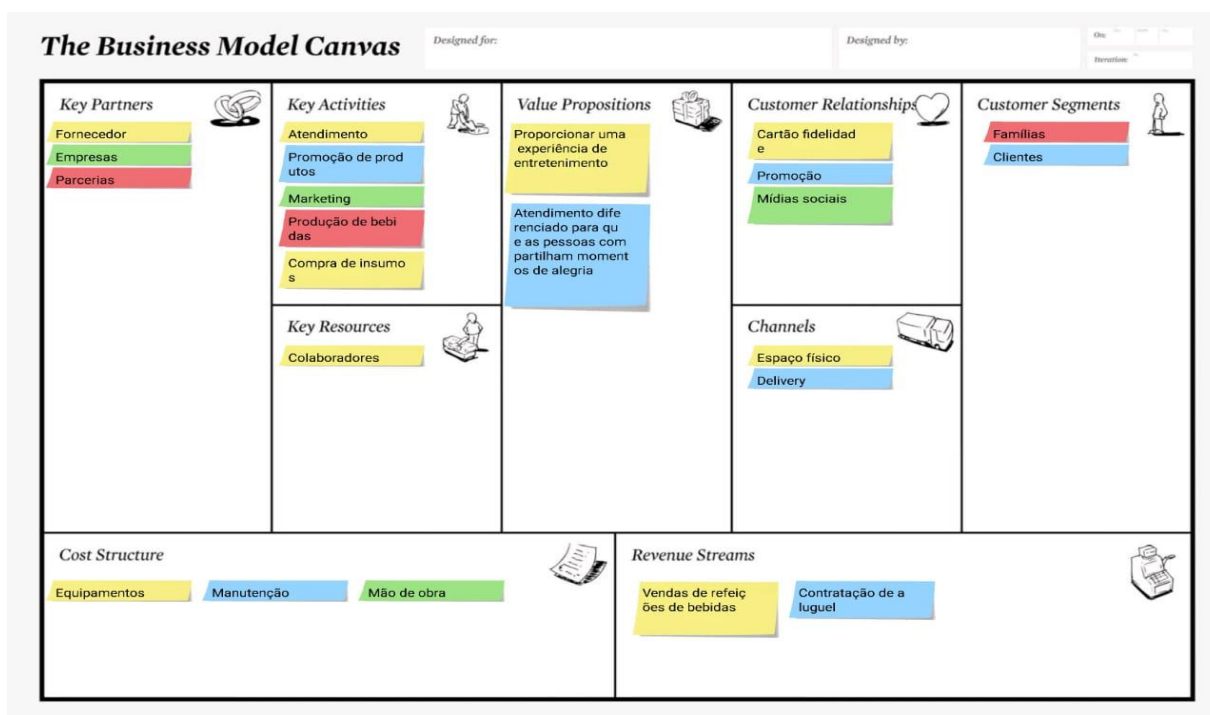 The Business Model Canvas
Designed for:
Designed by:
On:
Iteration:
Key Partners
Fornecedor
Empresas
Parcerias
Key Activities
Atendimento
Promoção de prod
utos
Marketing
Produção de bebi
das
Compra de insumo
s
Key Resources
Colaboradores
Value Propositions
Proporcionar uma
experiência de
entretenimento
Atendimento dife
renciado para qu
e as pessoas com
partilham moment
os de alegria
Customer Relationships
Cartão fidelidad
e
Promoção
Mídias sociais
Channels
Espaço físico
Delivery
Customer Segments
Famílias
Clientes
Cost Structure
Equipamentos
Manutenção
Mão de obra
Revenue Streams
Vendas de refeiç
ões de bebidas
Contratação de a
luguel